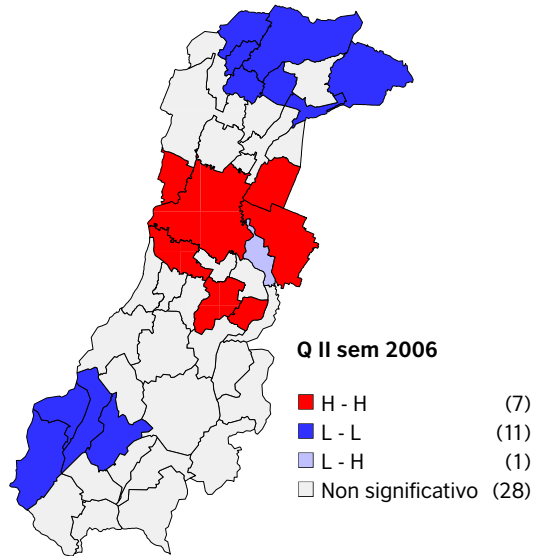 Q II sem 2006
H - H (7)
L - L (11)
L - H (1)
Non significativo (28)